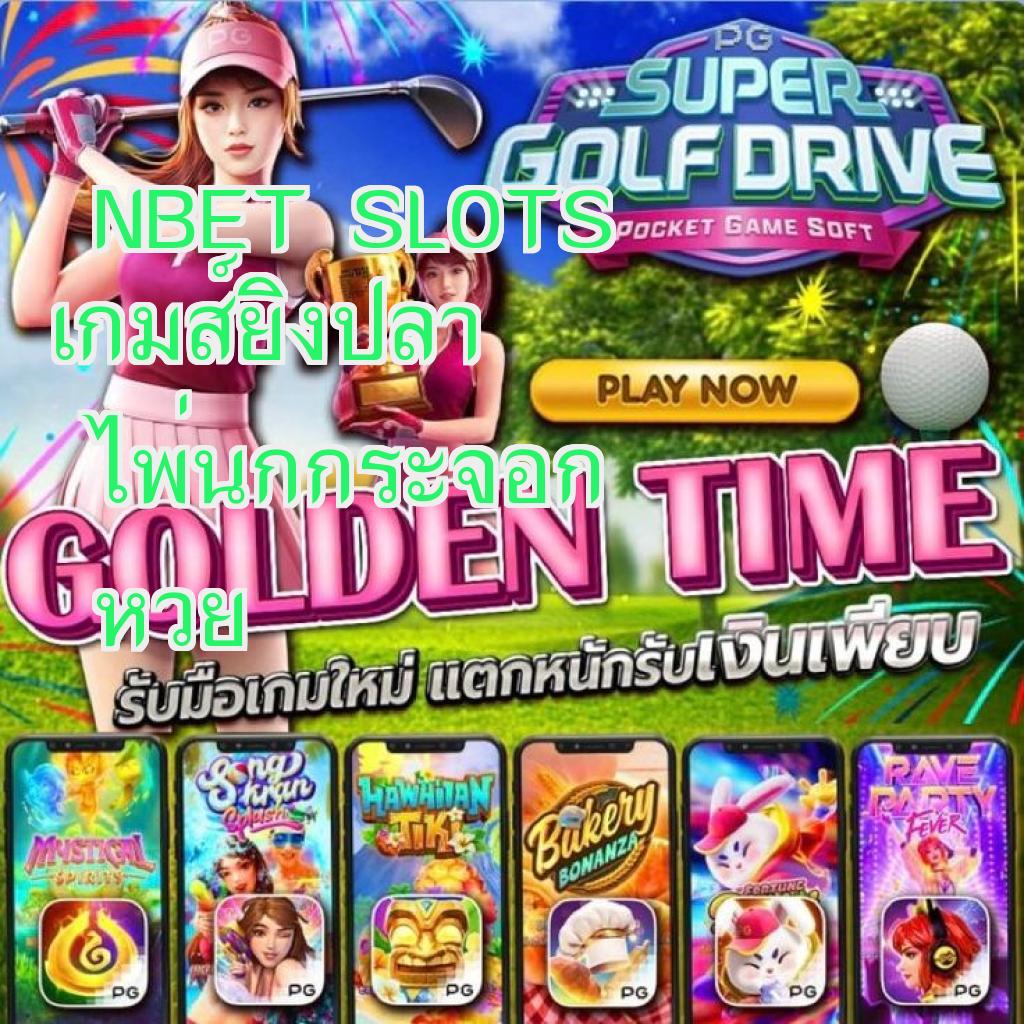 PG
PG
SUPER
GOLF DRIVE
POCKET GAME SOFT
NBET SLOTS
เกมส์ยิงปลา
PLAY NOW
ไพ่นกกระจอก
GOLDEN TIME
หวย
รับมือเกมใหม่ แตกหนักรับเงินเพียบ
MYSTICAL
SPIRITS
Songkran
Splash
HAWAIIAN
TIKI
Bakery
BONANZA
FORTUNE
RAVE
PARTY
FEVER
PG
PG
PG
PG
PG
PG